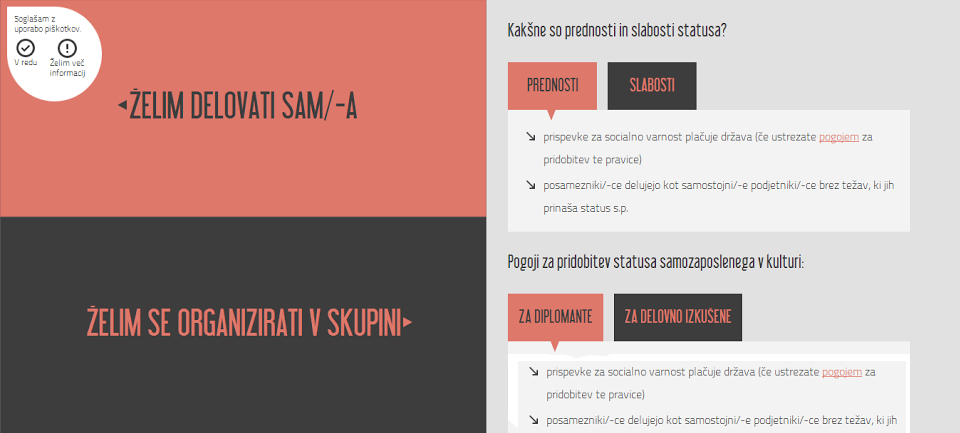 Soglašam z
uporabo piškotkov.
V redu
Želim več
informacij
ŽELIM DELOVATI SAM/-A
ŽELIM SE ORGANIZIRATI V SKUPINI
Kakšne so prednosti in slabosti statusa?
PREDNOSTI
SLABOSTI
prispevke za socialno varnost plačuje država (če ustrezate pogojem za
pridobitev te pravice)
posamezniki/-ce delujejo kot samostojni/-e podjetniki/-ce brez težav, ki jih
prinaša status s.p.
Pogoji za pridobitev statusa samozaposlenega v kulturi:
ZA DIPLOMANTE
ZA DELOVNO IZKUŠENE
prispevke za socialno varnost plačuje država (če ustrezate pogojem za
pridobitev te pravice)
posamezniki/-ce delujejo kot samostojni/-e podjetniki/-ce brez težav, ki jih